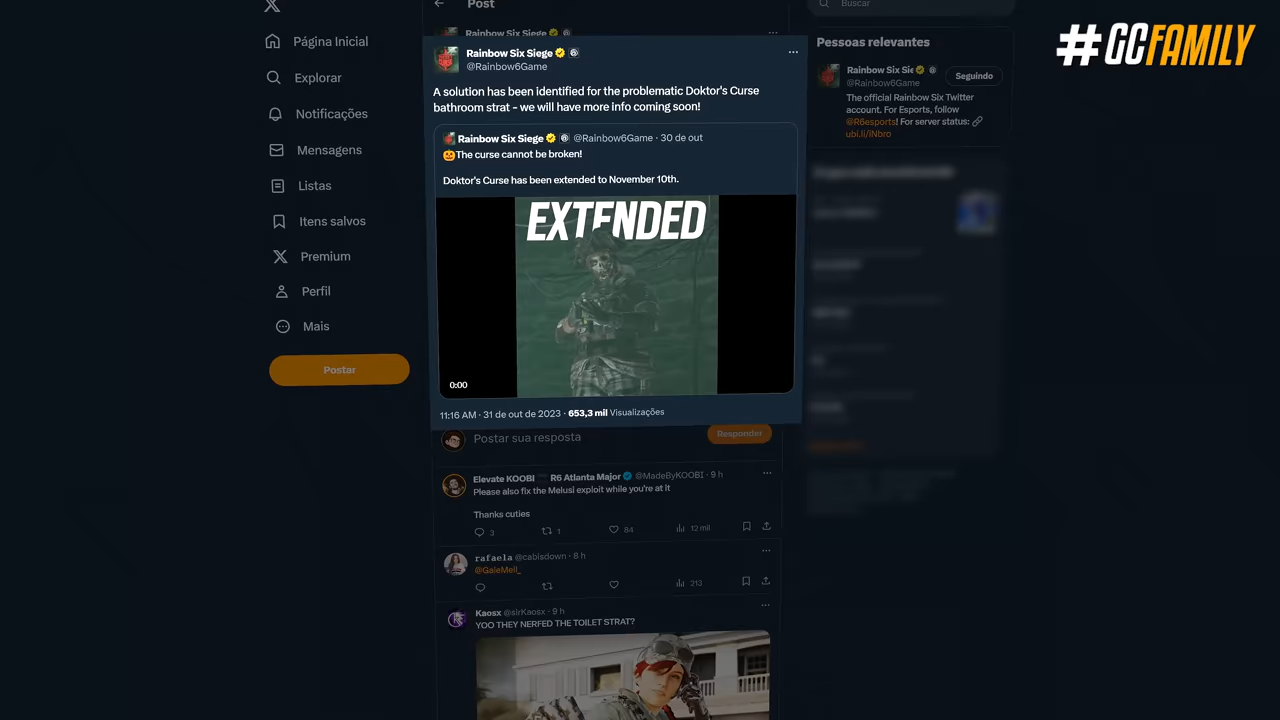 Post
Buscar
#GCFAMILY
Página Inicial
Explorar
Notificações
Mensagens
Listas
Itens salvos
Premium
Perfil
Mais
Postar
Rainbow Six Siege
Rainbow Six Siege
@Rainbow6Game
A solution has been identified for the problematic Doktor's Curse
bathroom strat - we will have more info coming soon!
Rainbow Six Siege @Rainbow6Game · 30 de out
🎃The curse cannot be broken!
Doktor's Curse has been extended to November 10th.
EXTENDED
0:00
11:16 AM · 31 de out de 2023 · 653,3 mil Visualizações
Postar sua resposta
Responder
Elevate KOOBI R6 Atlanta Major @MadeByKOOBI · 9 h
Please also fix the Melusi exploit while you're at it
Thanks cuties
3
1
84
12 mil
rafaela @cabisdown · 8 h
@GaleMell_
213
Kaosx @sirKaosx · 9 h
YOO THEY NERFED THE TOILET STRAT?
Pessoas relevantes
Rainbow Six Sie
@Rainbow6Game
Seguindo
The official Rainbow Six Twitter
account. For Esports, follow
@R6esports! For server status: 🔗
ubi.li/iNbro